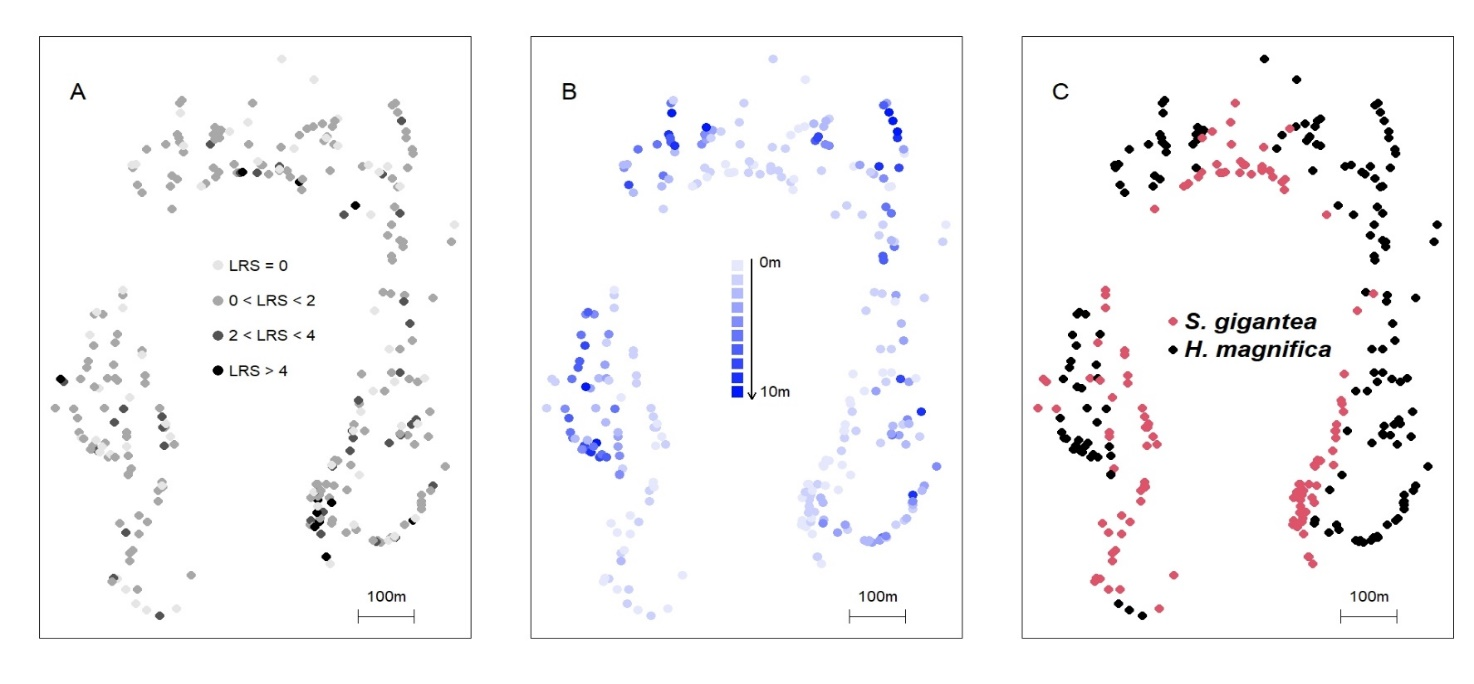 A
LRS = 0
0 < LRS < 2
2 < LRS < 4
LRS > 4
100m
B
0m
10m
100m
C
S. gigantea
H. magnifica
100m